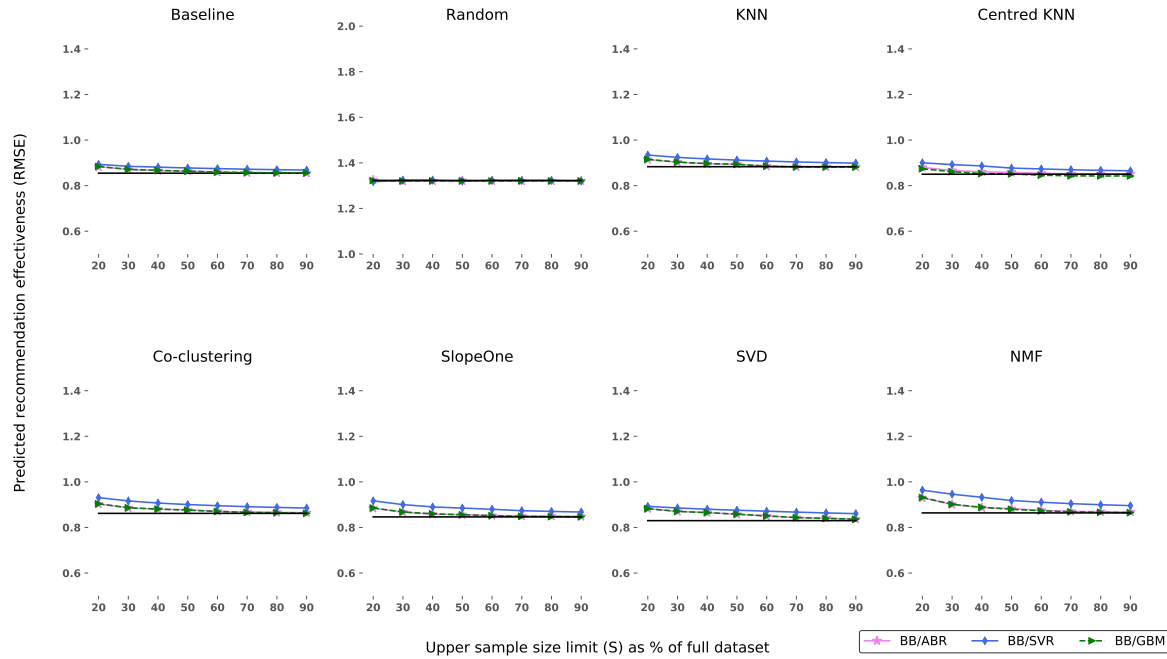 Baseline
Random
KNN
Centred KNN
1.4
1.2
1.0
0.8
0.6
20 30 40 50 60 70 80 90
2.0
1.8
1.6
1.4
1.2
1.0
20 30 40 50 60 70 80 90
1.4
1.2
1.0
0.8
0.6
20 30 40 50 60 70 80 90
1.4
1.2
1.0
0.8
0.6
20 30 40 50 60 70 80 90
Predicted recommendation effectiveness (RMSE)
Co-clustering
SlopeOne
SVD
NMF
1.4
1.2
1.0
0.8
0.6
20 30 40 50 60 70 80 90
1.4
1.2
1.0
0.8
0.6
20 30 40 50 60 70 80 90
1.4
1.2
1.0
0.8
0.6
20 30 40 50 60 70 80 90
1.4
1.2
1.0
0.8
0.6
20 30 40 50 60 70 80 90
Upper sample size limit (S) as % of full dataset
BB/ABR BB/SVR BB/GBM